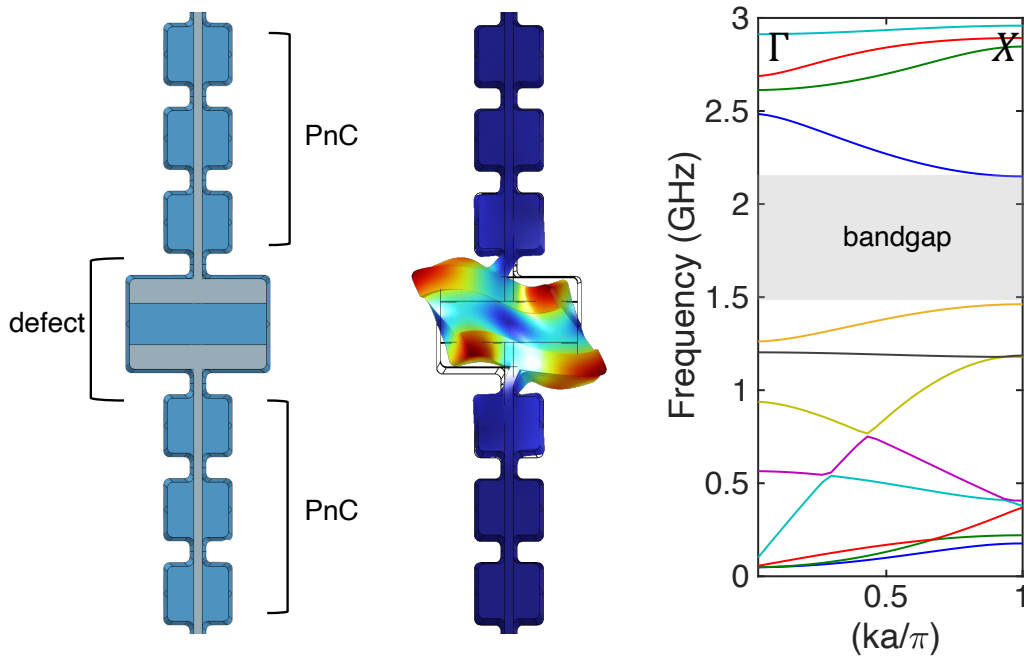 PnC
defect
PnC
Frequency (GHz)
3
2.5
2
1.5
1
0.5
0
Γ
X
bandgap
0.5
1
(ka/π)